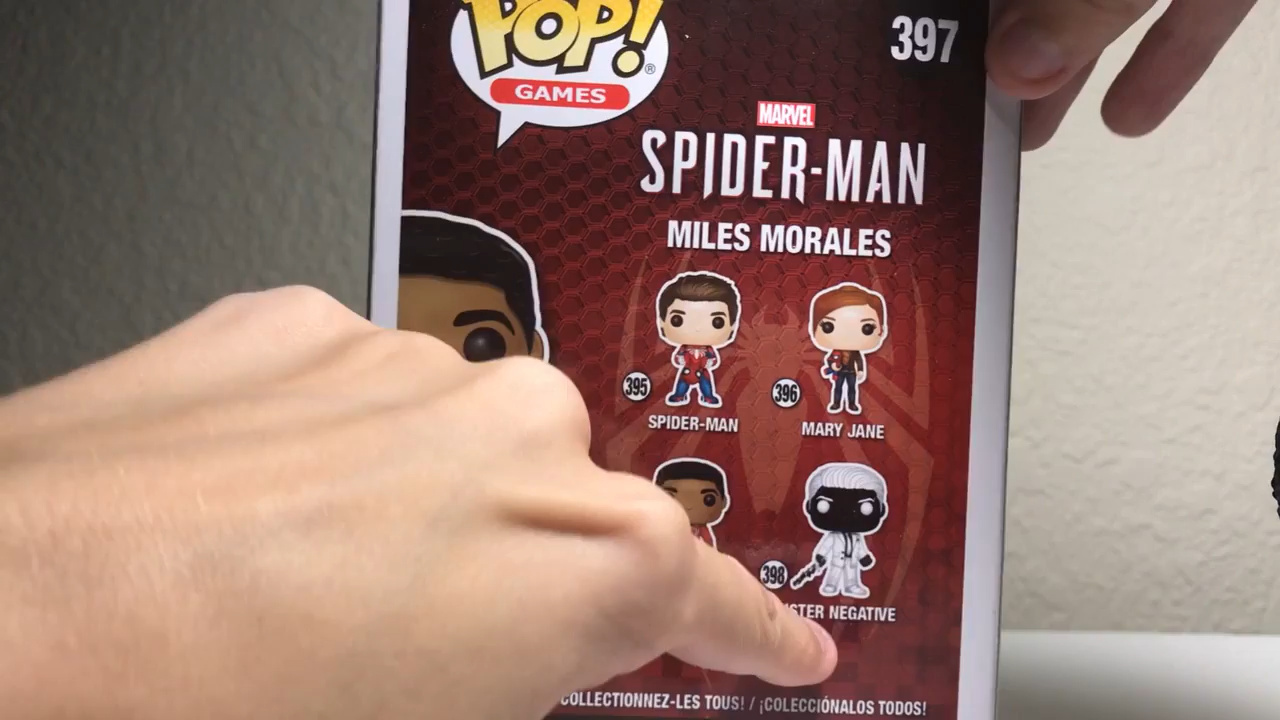 POP!
®
GAMES
397
MARVEL
SPIDER-MAN
MILES MORALES
395
SPIDER-MAN
396
MARY JANE
398
NEGATIVE
COLLECTIONNEZ-LES TOUS! / ¡COLECCIÓNALOS TODOS!